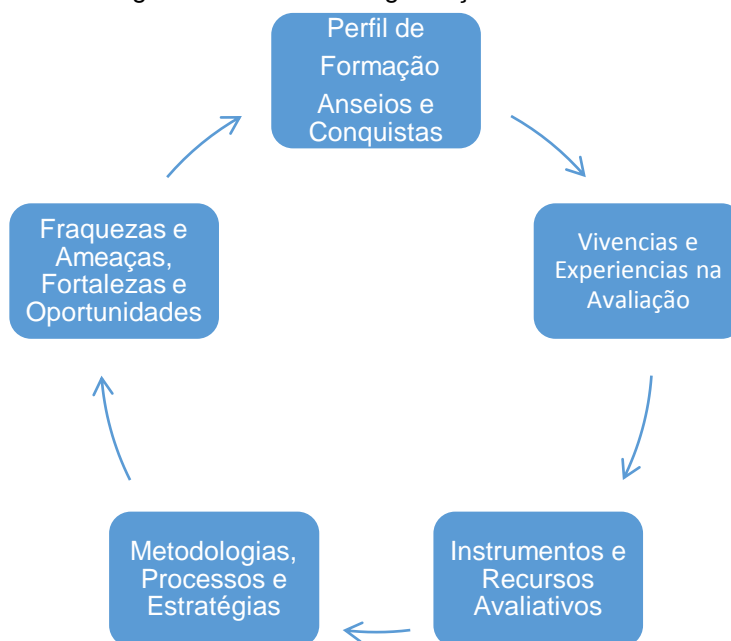 Perfil de
Formação
Anseios e
Conquistas
Vivencias e
Experiencias na
Avaliação
Instrumentos e
Recursos
Avaliativos
Metodologias,
Processos e
Estratégias
Fraquezas e
Ameaças,
Fortalezas e
Oportunidades